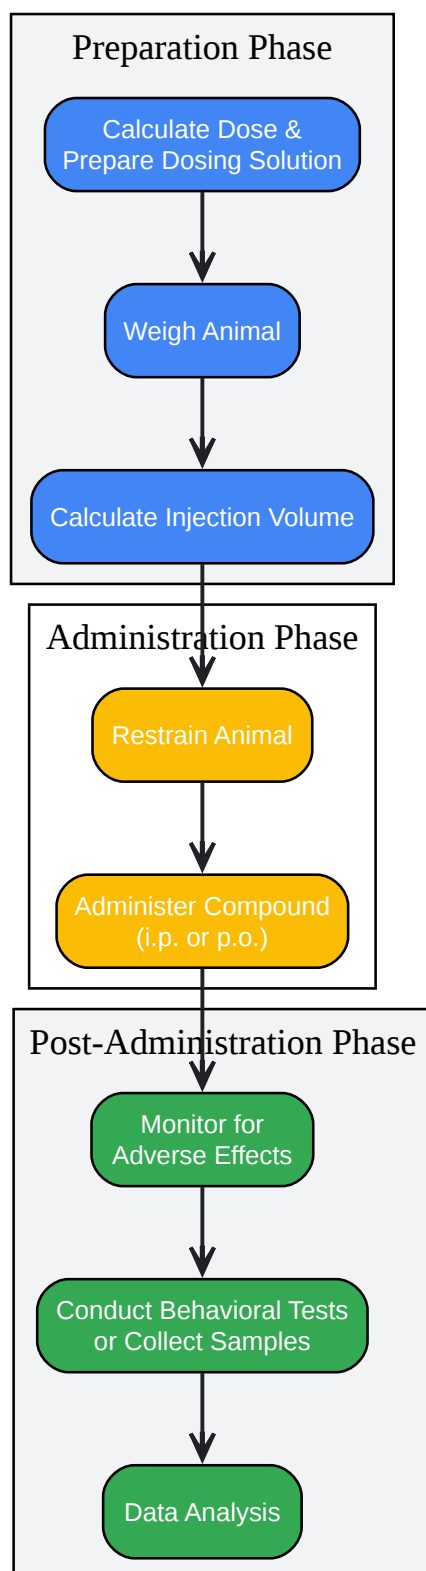 Preparation Phase
Calculate Dose &
Prepare Dosing Solution
Weigh Animal
Calculate Injection Volume
Administration Phase
Restrain Animal
Administer Compound
(i.p. or p.o.)
Post-Administration Phase
Monitor for
Adverse Effects
Conduct Behavioral Tests
or Collect Samples
Data Analysis